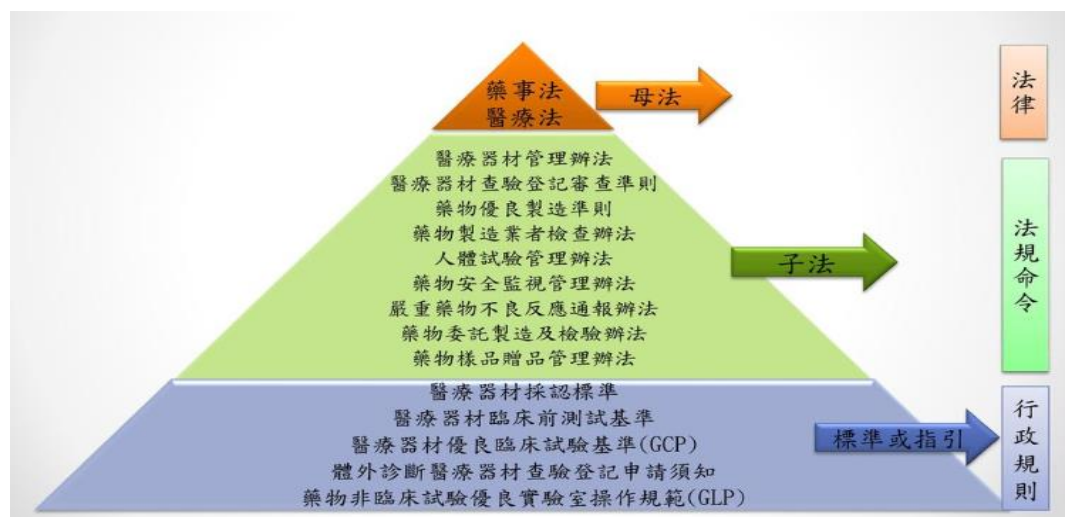 藥事法
醫療法
母法
法律
醫療器材管理辦法
醫療器材查驗登記審查準則
藥物優良製造準則
藥物製造業者檢查辦法
人體試驗管理辦法
藥物安全監視管理辦法
嚴重藥物不良反應通報辦法
藥物委託製造及檢驗辦法
藥物樣品贈品管理辦法
子法
法規命令
醫療器材採認標準
醫療器材臨床前測試基準
醫療器材優良臨床試驗基準(GCP)
體外診斷醫療器材查驗登記申請須知
藥物非臨床試驗優良實驗室操作規範(GLP)
標準或指引
行政規則